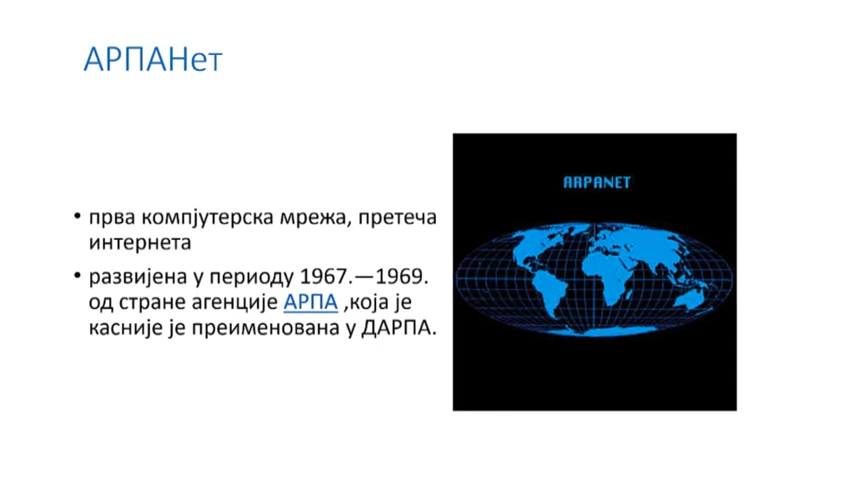 АРПАНет
• прва компјутерска мрежа, претеча
интернета
• развијена у периоду 1967.—1969.
од стране агенције АРПА ,која је
касније је преименована у ДАРПА.
ARPANET